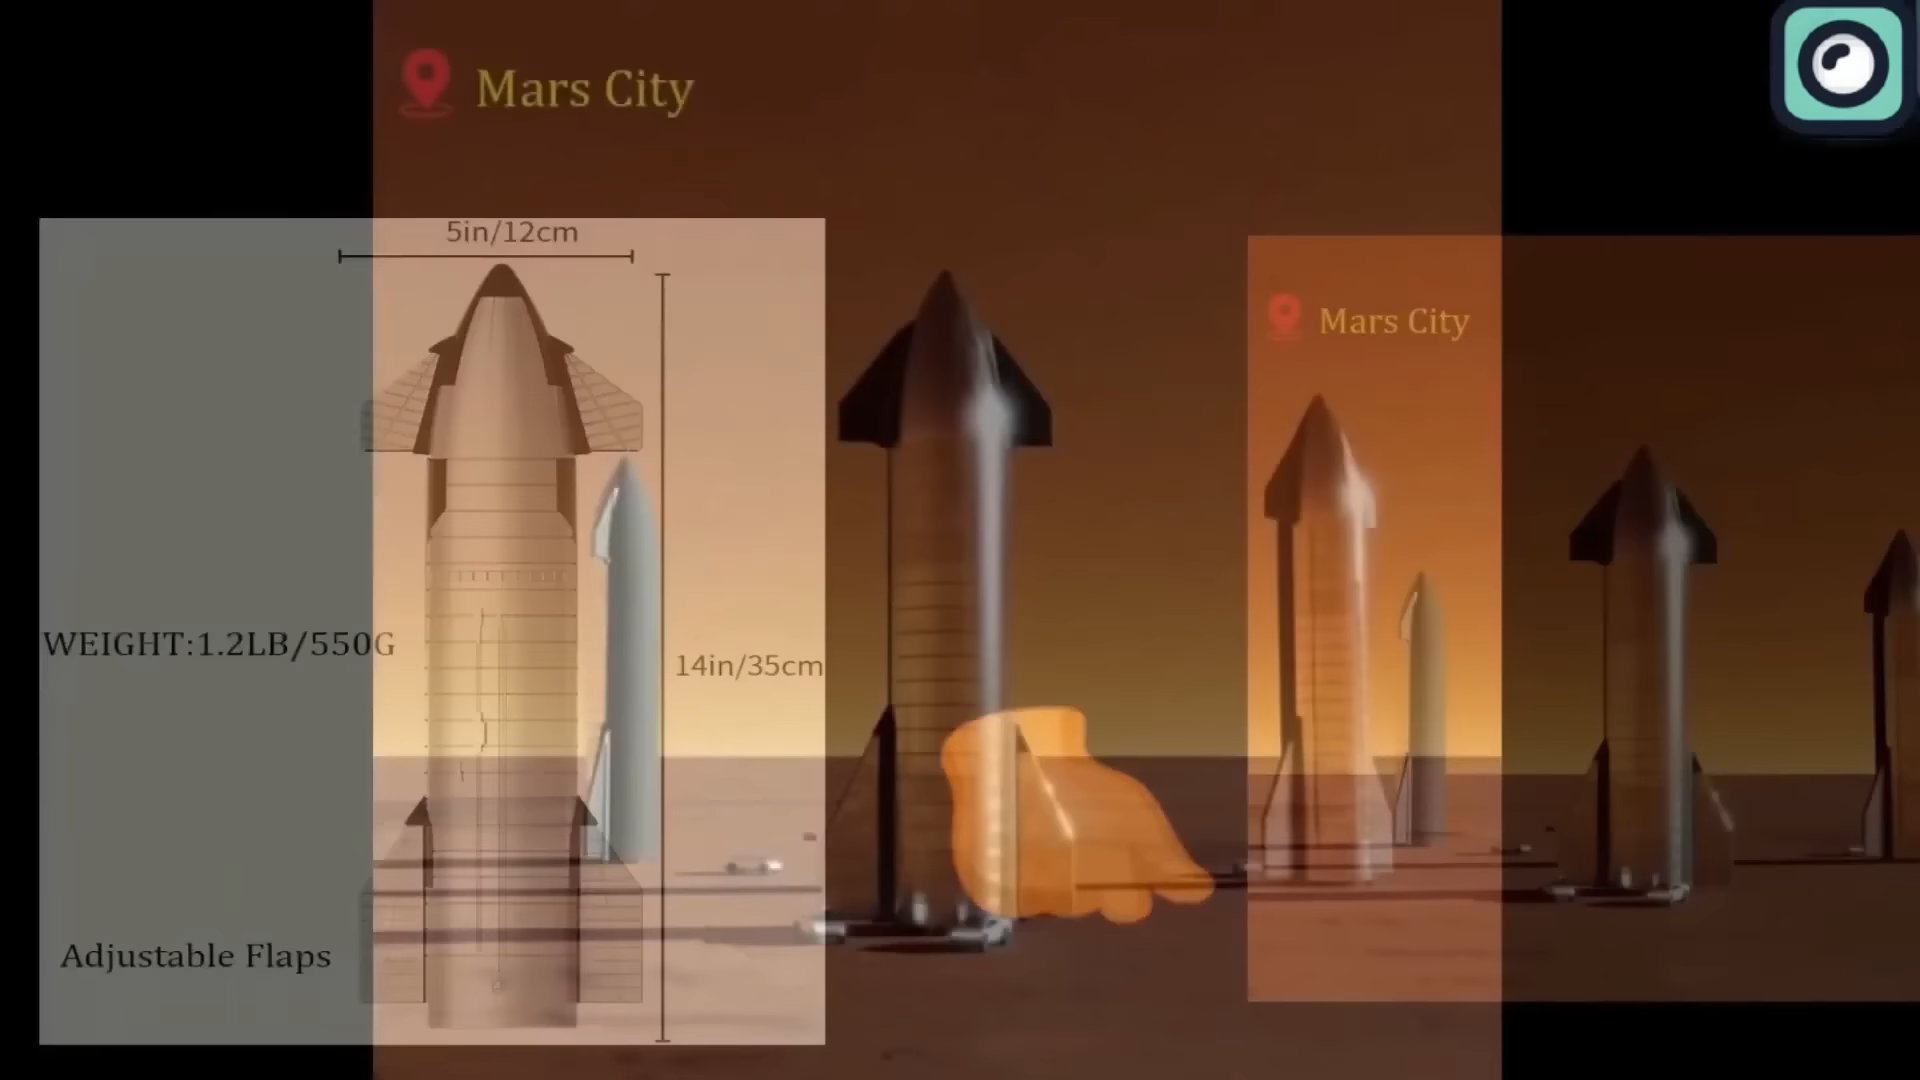 Mars City
5in/12cm
Mars City
WEIGHT:1.2LB/550G
14in/35cm
Adjustable Flaps